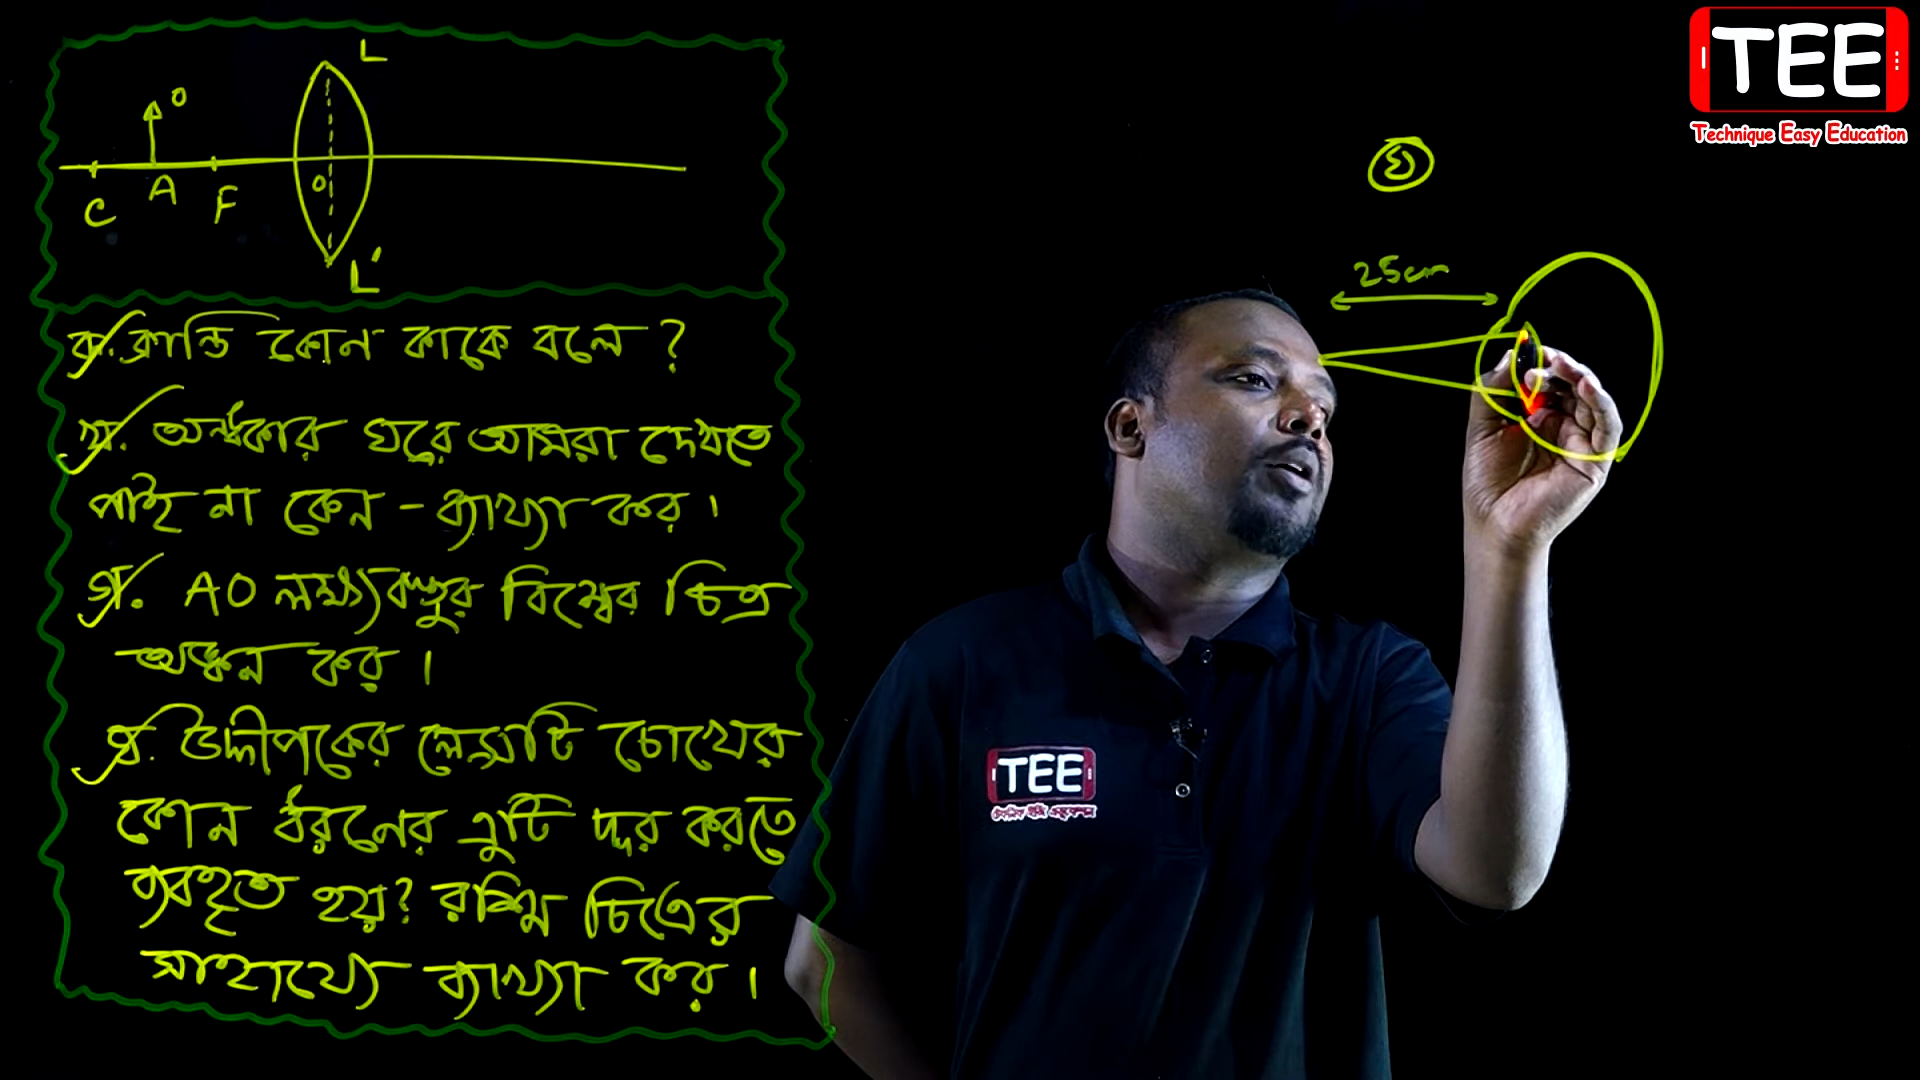 L
O
C
A
F
O
L'
ক. ক্রান্তি কোন কাকে বলে ?
খ. অন্ধকার ঘরে আমরা দেখতে
পাই না কেন - ব্যাখ্যা কর ।
গ. AO লক্ষ্যবস্তুর বিম্বের চিত্র
অঙ্কন কর ।
ঘ. উদ্দীপকের লেন্সটি চোখের
কোন ধরনের ত্রুটি দূর করতে
ব্যবহৃত হয়? রশ্মি চিত্রের
সাহায্যে ব্যাখ্যা কর ।
ঘ
25cm
TEE
Technique Easy Education
TEE